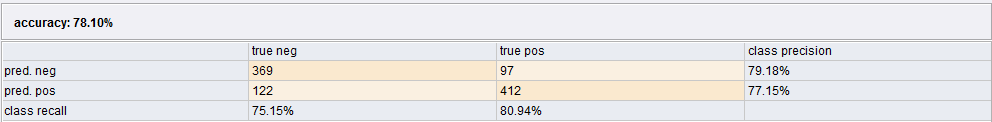 accuracy: 78.10%
true neg true pos class precision
pred. neg 369 97 79.18%
pred. pos 122 412 77.15%
class recall 75.15% 80.94%